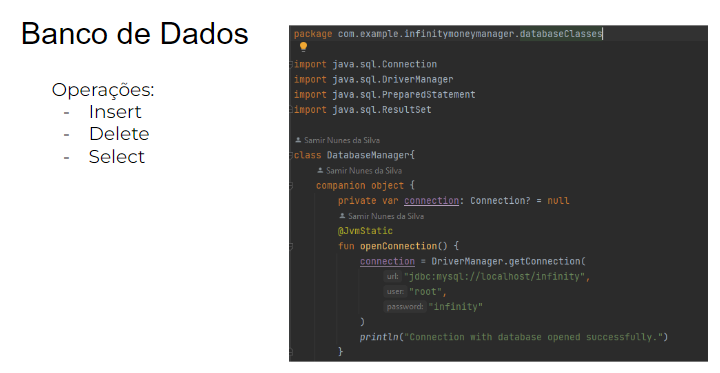 Banco de Dados
Operações:
- Insert
- Delete
- Select
package com.example.infinitymoneymanager.databaseClasses
import java.sql.Connection
import java.sql.DriverManager
import java.sql.PreparedStatement
import java.sql.ResultSet
Samir Nunes da Silva
class DatabaseManager{
Samir Nunes da Silva
companion object {
private var connection: Connection? = null
Samir Nunes da Silva
@JvmStatic
fun openConnection() {
connection = DriverManager.getConnection(
url: "jdbc:mysql://localhost/infinity",
user: "root",
password: "infinity"
)
println("Connection with database opened successfully.")
}